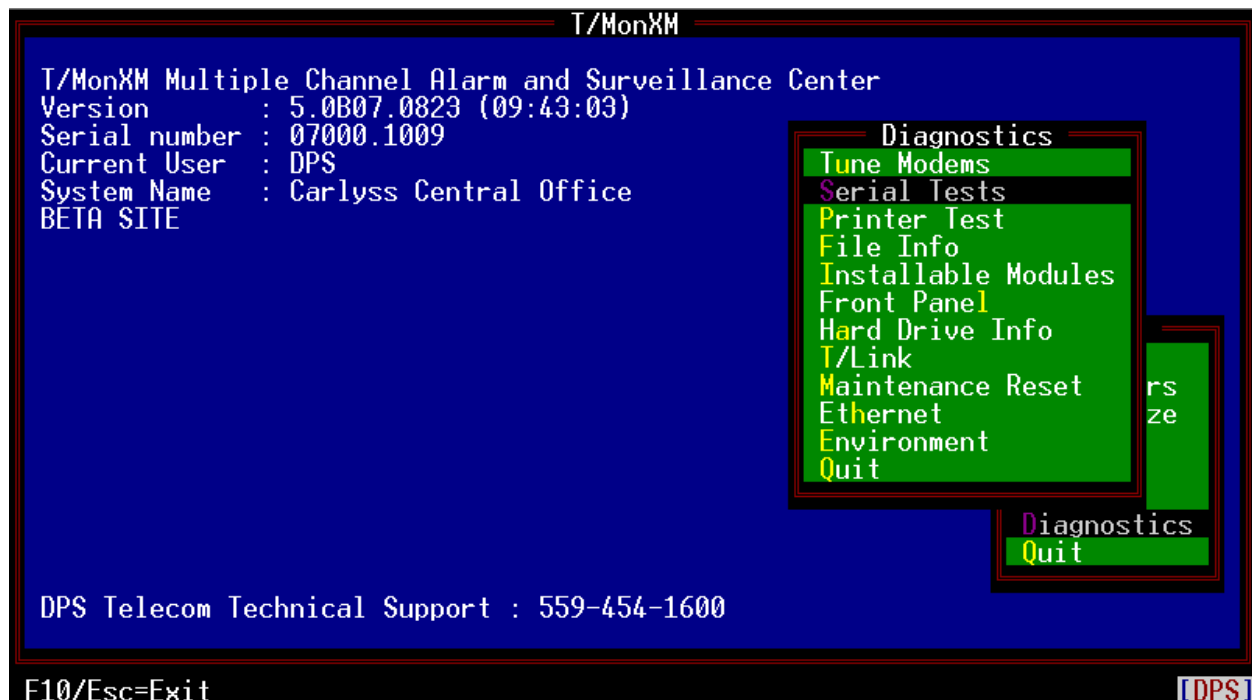 T/MonXM
T/MonXM Multiple Channel Alarm and Surveillance Center
Version : 5.0B07.0823 (09:43:03)
Serial number : 07000.1009
Current User : DPS
System Name : Carlyss Central Office
BETA SITE
Diagnostics
Tune Modems
Serial Tests
Printer Test
File Info
Installable Modules
Front Panel
Hard Drive Info
T/Link
Maintenance Reset
Ethernet
Environment
Quit
rs
ze
Diagnostics
Quit
DPS Telecom Technical Support : 559-454-1600
F10/Esc=Exit
[DPS]